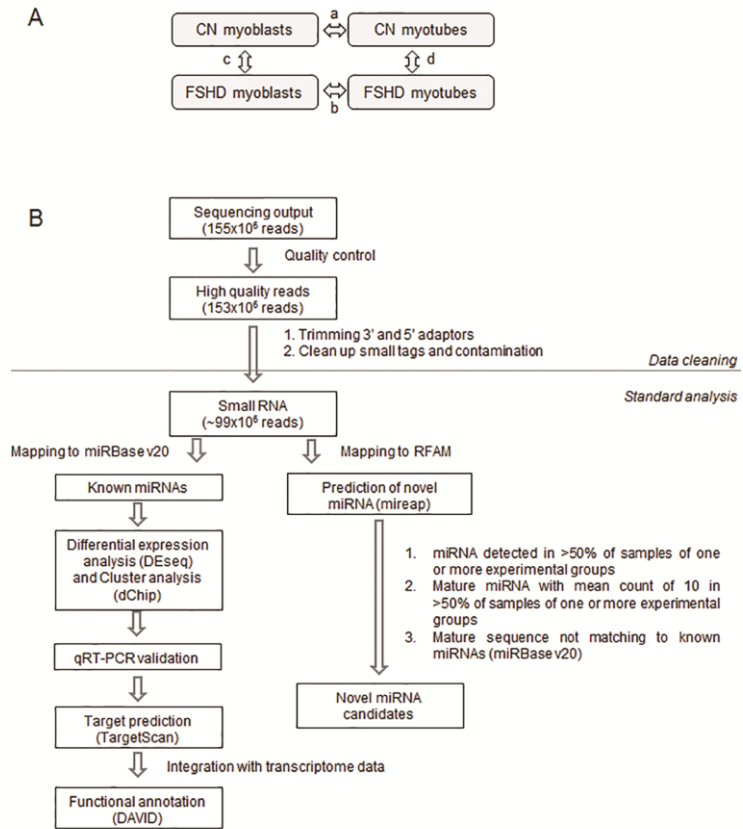 A
CN myoblasts
a
CN myotubes
c
d
FSHD myoblasts
b
FSHD myotubes
B
Sequencing output
(155x10⁶ reads)
Quality control
High quality reads
(153x10⁶ reads)
1. Trimming 3' and 5' adaptors
2. Clean up small tags and contamination
Data cleaning
Standard analysis
Small RNA
(~99x10⁶ reads)
Mapping to miRBase v20
Mapping to RFAM
Known miRNAs
Prediction of novel
miRNA (mireap)
Differential expression
analysis (DEseq)
and Cluster analysis
(dChip)
1. miRNA detected in >50% of samples of one
or more experimental groups
2. Mature miRNA with mean count of 10 in
>50% of samples of one or more experimental
groups
3. Mature sequence not matching to known
miRNAs (miRBase v20)
qRT-PCR validation
Novel miRNA
candidates
Target prediction
(TargetScan)
Integration with transcriptome data
Functional annotation
(DAVID)